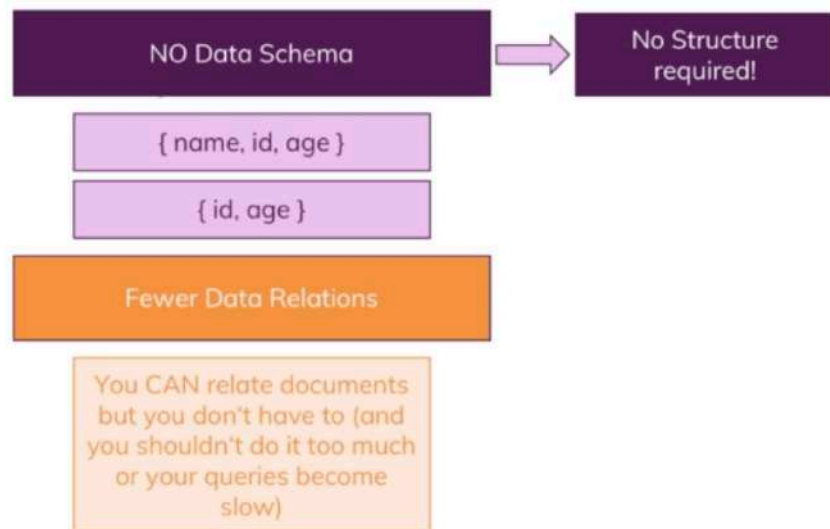 NO Data Schema
No Structure
required!
{ name, id, age }
{ id, age }
Fewer Data Relations
You CAN relate documents
but you don't have to (and
you shouldn't do it too much
or your queries become
slow)